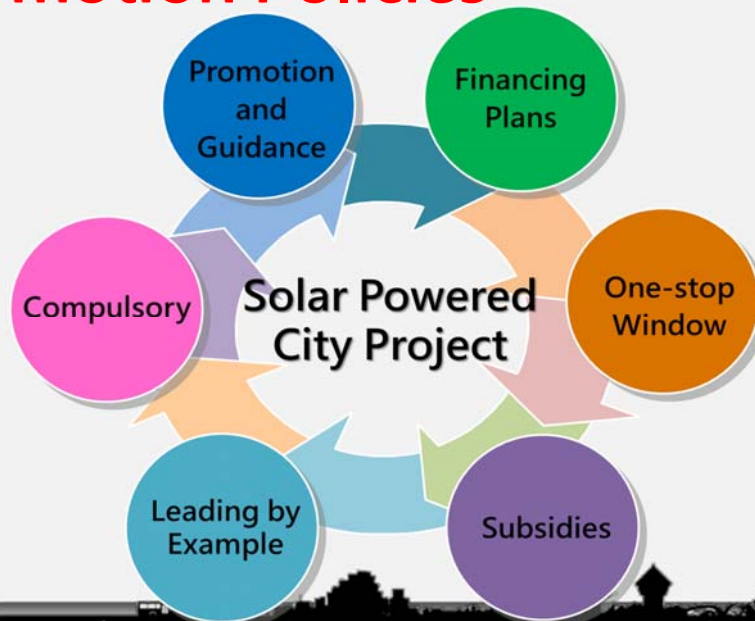 Promotion
and
Guidance
Financing
Plans
Compulsory
Solar Powered
City Project
One-stop
Window
Leading by
Example
Subsidies